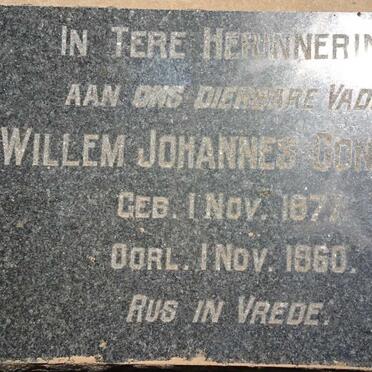 IN TERE HERINNERIN
AAN ONS DIERBARE VAD
WILLEM JOHANNES
GEB. 1 NOV. 1877.
OORL. 1 NOV. 1860.
RUS IN VREDE.